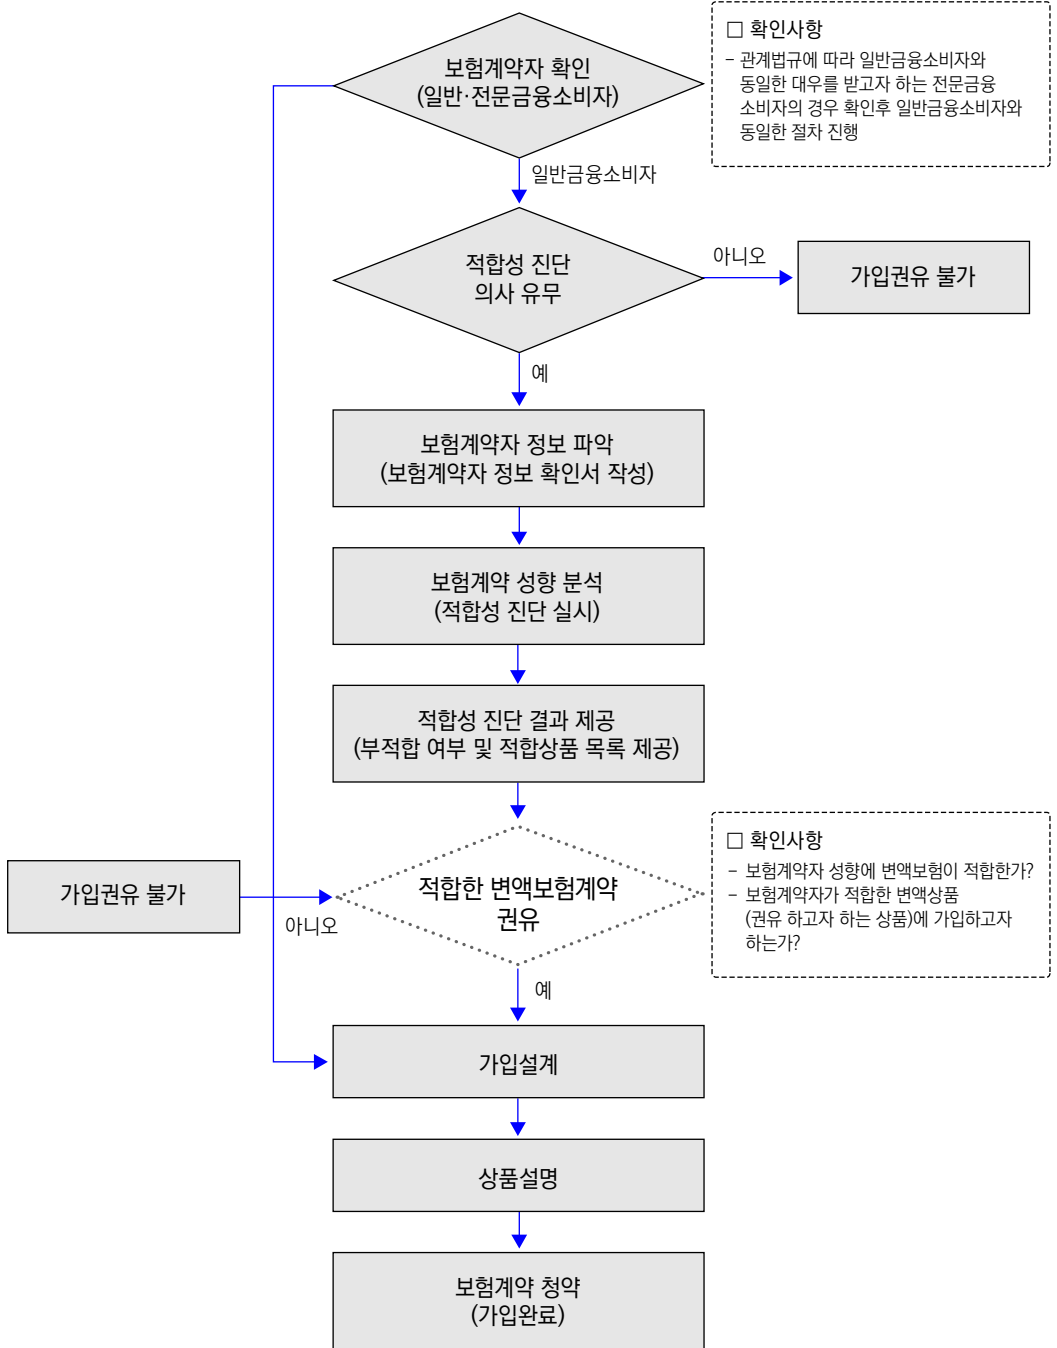 보험계약자 확인
(일반·전문금융소비자)
□ 확인사항
- 관계법규에 따라 일반금융소비자와
동일한 대우를 받고자 하는 전문금융
소비자의 경우 확인후 일반금융소비자와
동일한 절차 진행
일반금융소비자
적합성 진단
의사 유무
아니오
가입권유 불가
예
보험계약자 정보 파악
(보험계약자 정보 확인서 작성)
보험계약 성향 분석
(적합성 진단 실시)
적합성 진단 결과 제공
(부적합 여부 및 적합상품 목록 제공)
가입권유 불가
아니오
적합한 변액보험계약
권유
□ 확인사항
- 보험계약자 성향에 변액보험이 적합한가?
- 보험계약자가 적합한 변액상품
(권유 하고자 하는 상품)에 가입하고자
하는가?
예
가입설계
상품설명
보험계약 청약
(가입완료)